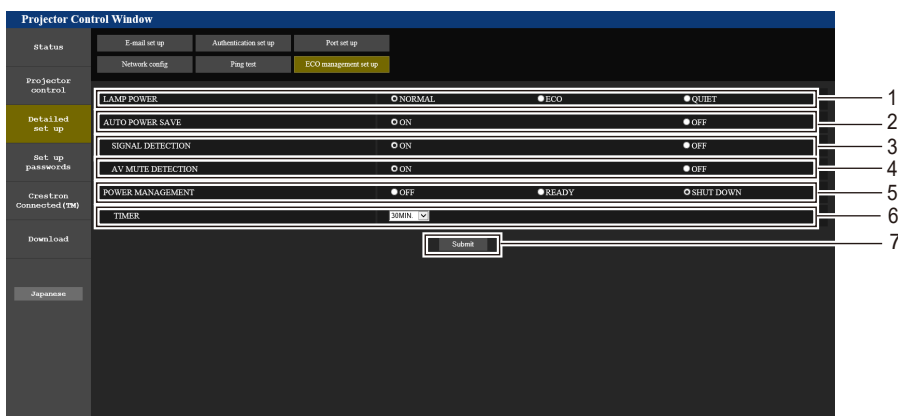 Projector Control Window
Status
E-mail set up
Authentication set up
Port set up
Network config
Ping test
ECO management set up
Projector
control
Detailed
set up
Set up
passwords
Crestron
Connected(TM)
Download
Japanese
LAMP POWER NORMAL ECO QUIET 1
AUTO POWER SAVE ON OFF 2
SIGNAL DETECTION ON OFF 3
AV MUTE DETECTION ON OFF 4
POWER MANAGEMENT OFF READY SHUT DOWN 5
TIMER 30MIN. 6
Submit 7